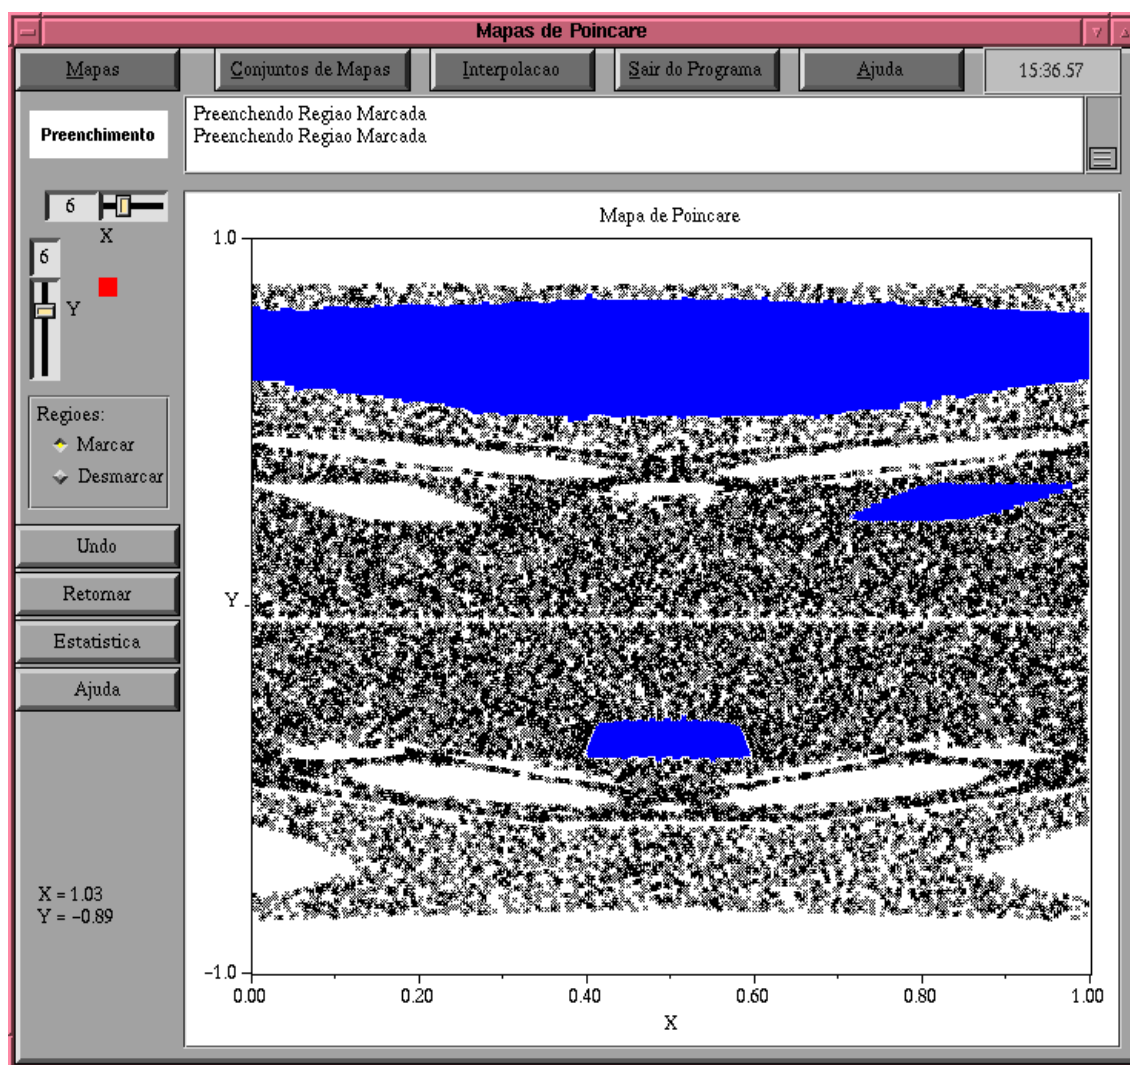 Mapas de Poincare
Mapas Conjuntos de Mapas Interpolacao Sair do Programa Ajuda 15:36.57
Preenchimento
Preenchendo Regiao Marcada
Preenchendo Regiao Marcada
6
X
6
Y
Regioes:
Marcar
Desmarcar
Undo
Retornar
Estatistica
Ajuda
X = 1.03
Y = -0.89
Mapa de Poincare
1.0
Y
-1.0
0.00 0.20 0.40 0.60 0.80 1.00
X